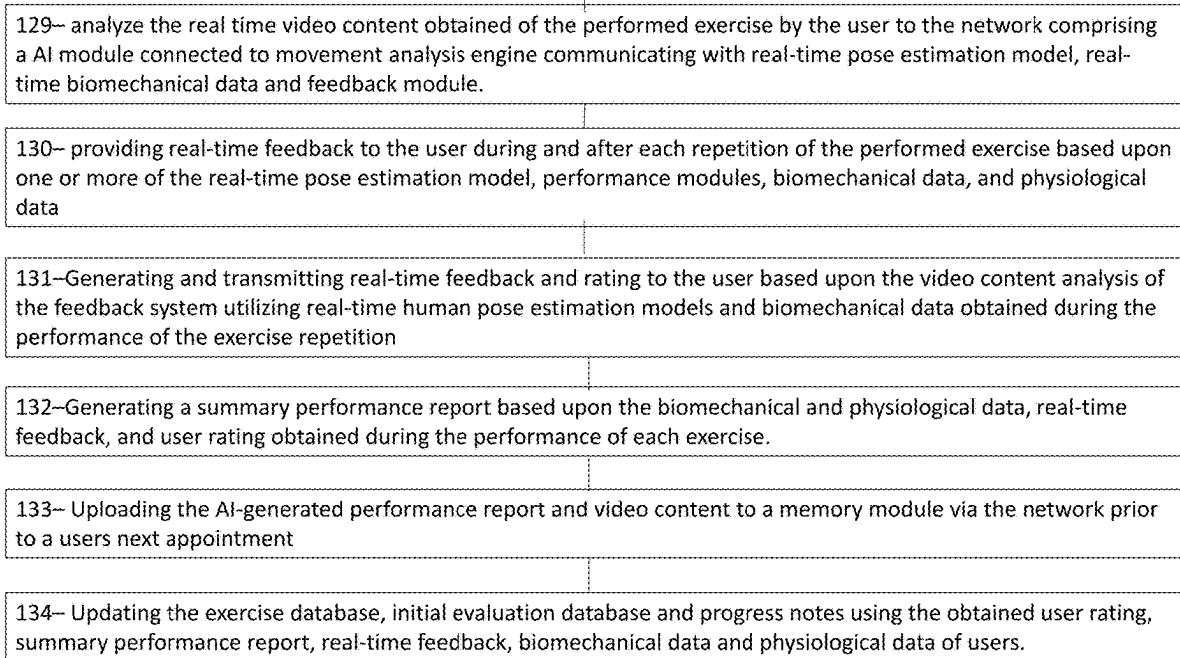 129– analyze the real time video content obtained of the performed exercise by the user to the network comprising
a AI module connected to movement analysis engine communicating with real-time pose estimation model, real-
time biomechanical data and feedback module.
130– providing real-time feedback to the user during and after each repetition of the performed exercise based upon
one or more of the real-time pose estimation model, performance modules, biomechanical data, and physiological
data
131–Generating and transmitting real-time feedback and rating to the user based upon the video content analysis of
the feedback system utilizing real-time human pose estimation models and biomechanical data obtained during the
performance of the exercise repetition
132–Generating a summary performance report based upon the biomechanical and physiological data, real-time
feedback, and user rating obtained during the performance of each exercise.
133– Uploading the AI-generated performance report and video content to a memory module via the network prior
to a users next appointment
134– Updating the exercise database, initial evaluation database and progress notes using the obtained user rating,
summary performance report, real-time feedback, biomechanical data and physiological data of users.